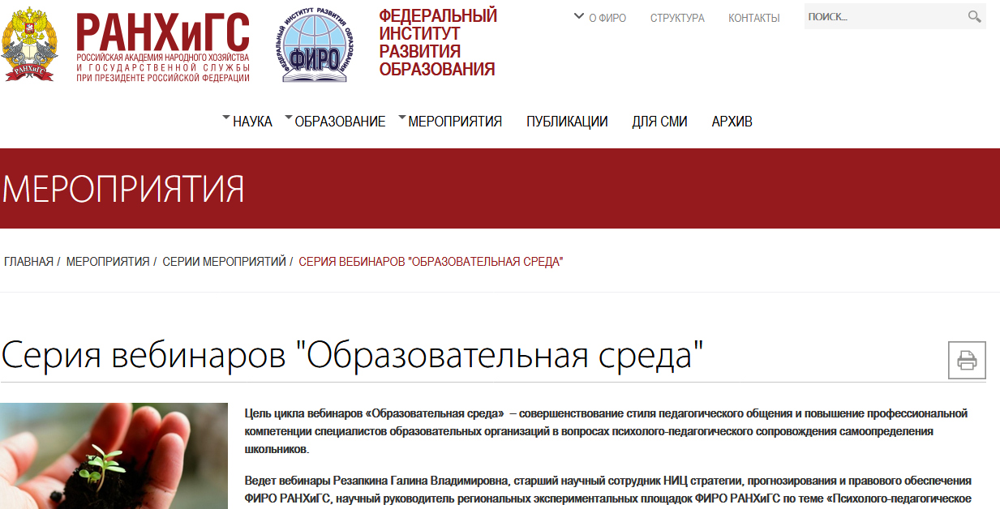 РАНХиГС
РОССИЙСКАЯ АКАДЕМИЯ НАРОДНОГО ХОЗЯЙСТВА
И ГОСУДАРСТВЕННОЙ СЛУЖБЫ
ПРИ ПРЕЗИДЕНТЕ РОССИЙСКОЙ ФЕДЕРАЦИИ
РАНХиГС
ФЕДЕРАЛЬНЫЙ ИНСТИТУТ РАЗВИТИЯ ОБРАЗОВАНИЯ
ФИРО
ФЕДЕРАЛЬНЫЙ
ИНСТИТУТ
РАЗВИТИЯ
ОБРАЗОВАНИЯ
О ФИРО СТРУКТУРА КОНТАКТЫ ПОИСК...
НАУКА ОБРАЗОВАНИЕ МЕРОПРИЯТИЯ ПУБЛИКАЦИИ ДЛЯ СМИ АРХИВ
МЕРОПРИЯТИЯ
ГЛАВНАЯ / МЕРОПРИЯТИЯ / СЕРИИ МЕРОПРИЯТИЙ / СЕРИЯ ВЕБИНАРОВ "ОБРАЗОВАТЕЛЬНАЯ СРЕДА"
Серия вебинаров "Образовательная среда"
Цель цикла вебинаров «Образовательная среда» – совершенствование стиля педагогического общения и повышение профессиональной
компетенции специалистов образовательных организаций в вопросах психолого-педагогического сопровождения самоопределения
школьников.
Ведет вебинары Резапкина Галина Владимировна, старший научный сотрудник НИЦ стратегии, прогнозирования и правового обеспечения
ФИРО РАНХиГС, научный руководитель региональных экспериментальных площадок ФИРО РАНХиГС по теме «Психолого-педагогическое